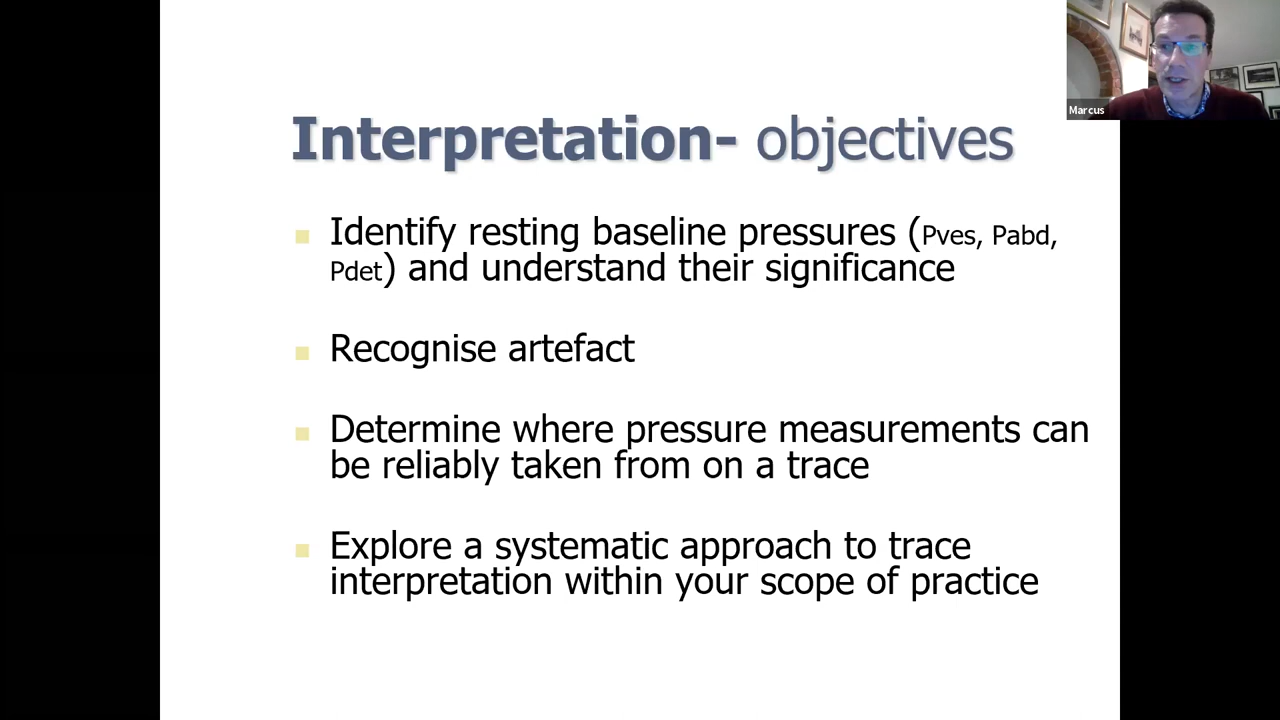 Marcus
Interpretation- objectives
Identify resting baseline pressures (Pves, Pabd,
Pdet) and understand their significance
Recognise artefact
Determine where pressure measurements can
be reliably taken from on a trace
Explore a systematic approach to trace
interpretation within your scope of practice